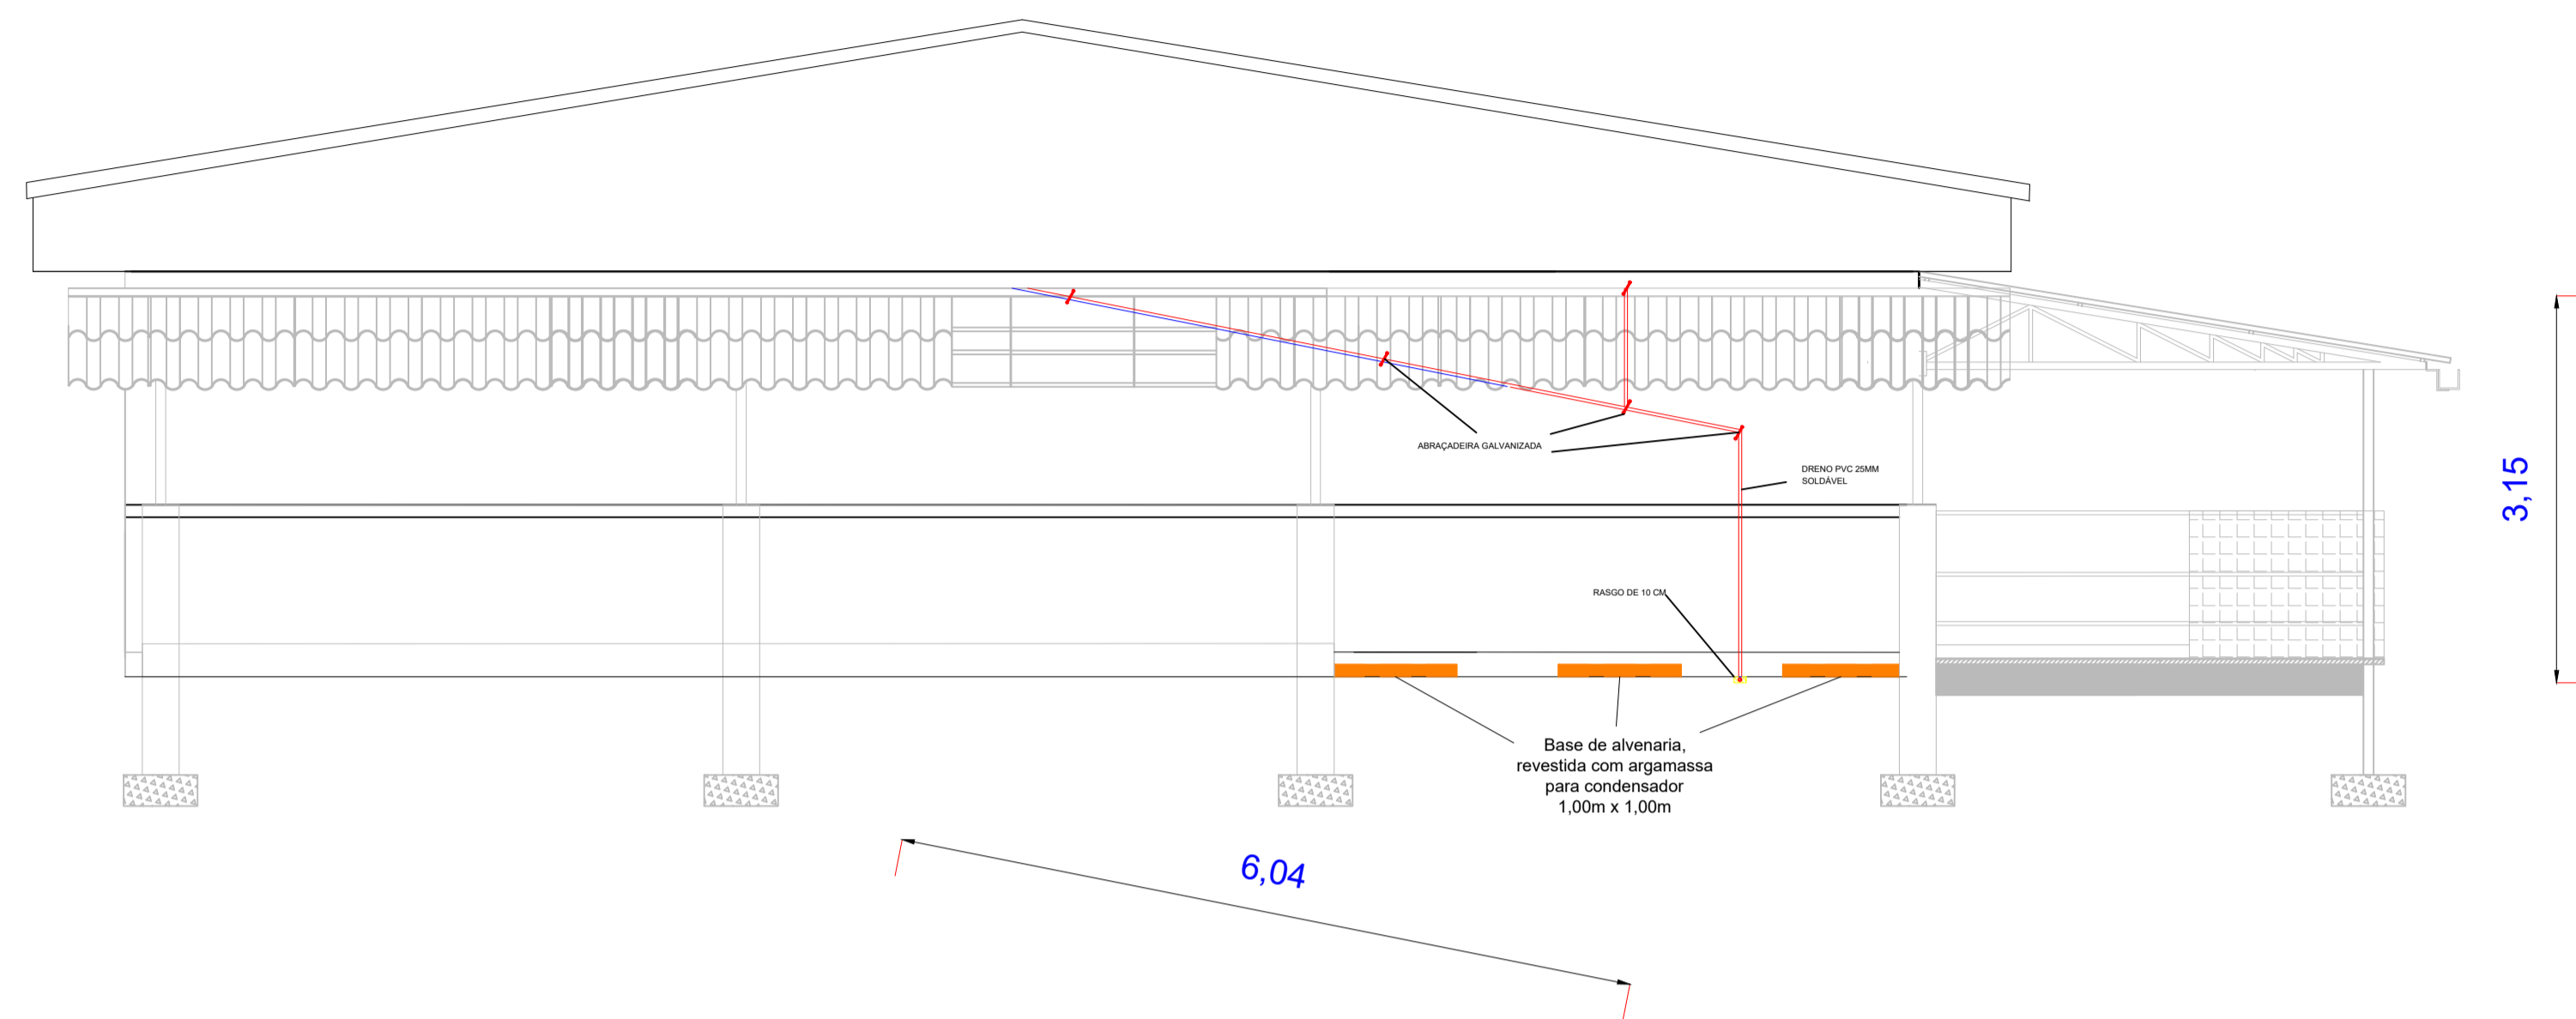 ABRAÇADEIRA GALVANIZADA
DRENO PVC 25MM
SOLDÁVEL
3,15
RASGO DE 10 CM
Base de alvenaria,
revestida com argamassa
para condensador
1,00m x 1,00m
6,04